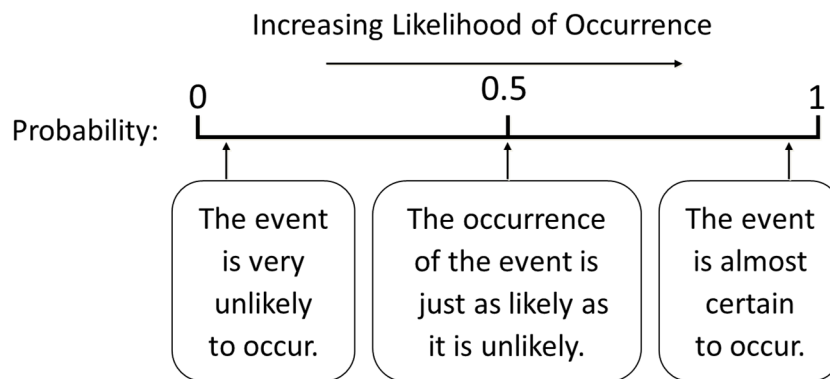 Increasing Likelihood of Occurrence
0
0.5
1
Probability:
The event
is very
unlikely
to occur.
The occurrence
of the event is
just as likely as
it is unlikely.
The event
is almost
certain
to occur.